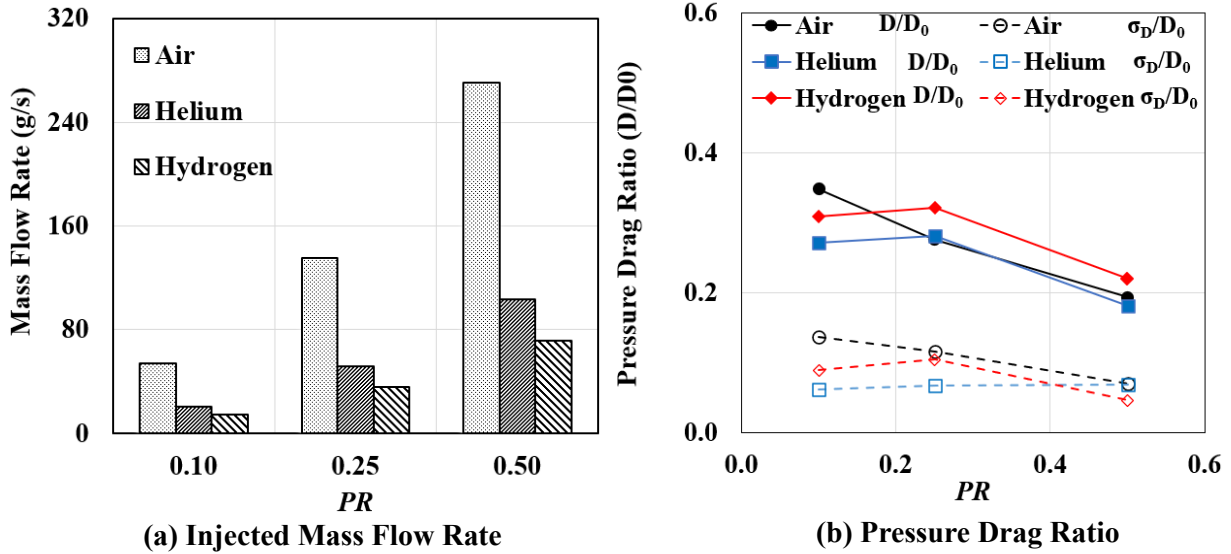 320
240
160
80
0
Mass Flow Rate (g/s)
Air
Helium
Hydrogen
0.10 0.25 0.50
PR
(a) Injected Mass Flow Rate
0.6
0.4
0.2
0.0
Pressure Drag Ratio (D/D0)
Air D/D₀ Air σ_D/D₀
Helium D/D₀ Helium σ_D/D₀
Hydrogen D/D₀ Hydrogen σ_D/D₀
0.0 0.2 0.4 0.6
PR
(b) Pressure Drag Ratio